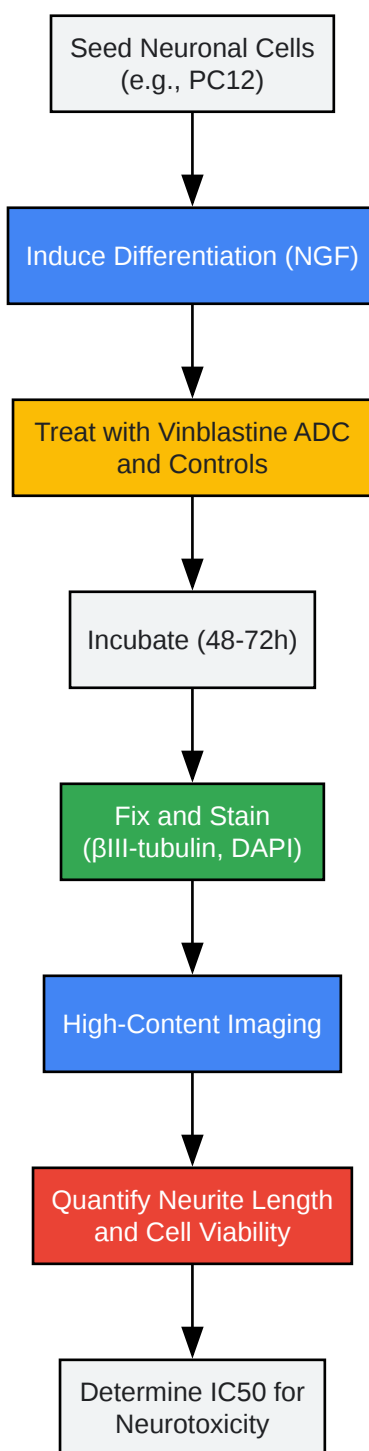 Seed Neuronal Cells
(e.g., PC12)
Induce Differentiation (NGF)
Treat with Vinblastine ADC
and Controls
Incubate (48-72h)
Fix and Stain
(βIII-tubulin, DAPI)
High-Content Imaging
Quantify Neurite Length
and Cell Viability
Determine IC50 for
Neurotoxicity